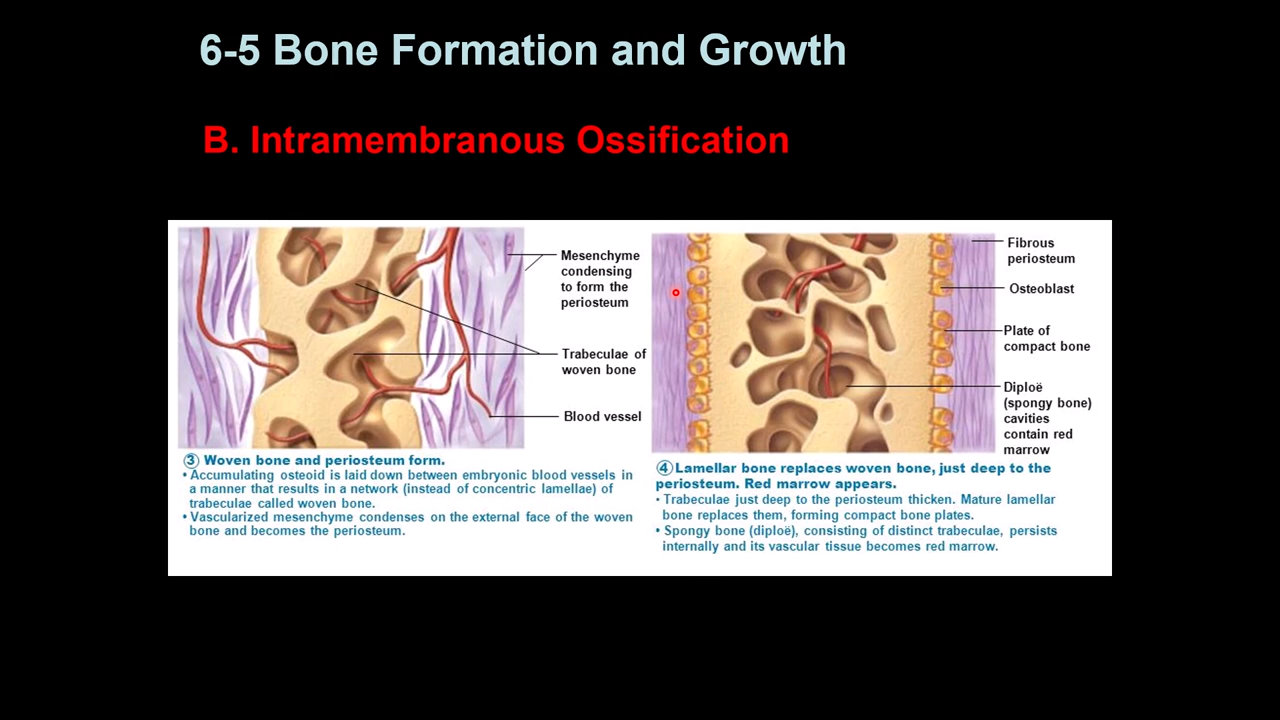 6-5 Bone Formation and Growth
B. Intramembranous Ossification
Mesenchyme
condensing
to form the
periosteum
Trabeculae of
woven bone
Blood vessel
③ Woven bone and periosteum form.
• Accumulating osteoid is laid down between embryonic blood vessels in
a manner that results in a network (instead of concentric lamellae) of
trabeculae called woven bone.
• Vascularized mesenchyme condenses on the external face of the woven
bone and becomes the periosteum.
Fibrous
periosteum
Osteoblast
Plate of
compact bone
Diploë
(spongy bone)
cavities
contain red
marrow
④ Lamellar bone replaces woven bone, just deep to the
periosteum. Red marrow appears.
• Trabeculae just deep to the periosteum thicken. Mature lamellar
bone replaces them, forming compact bone plates.
• Spongy bone (diploë), consisting of distinct trabeculae, persists
internally and its vascular tissue becomes red marrow.